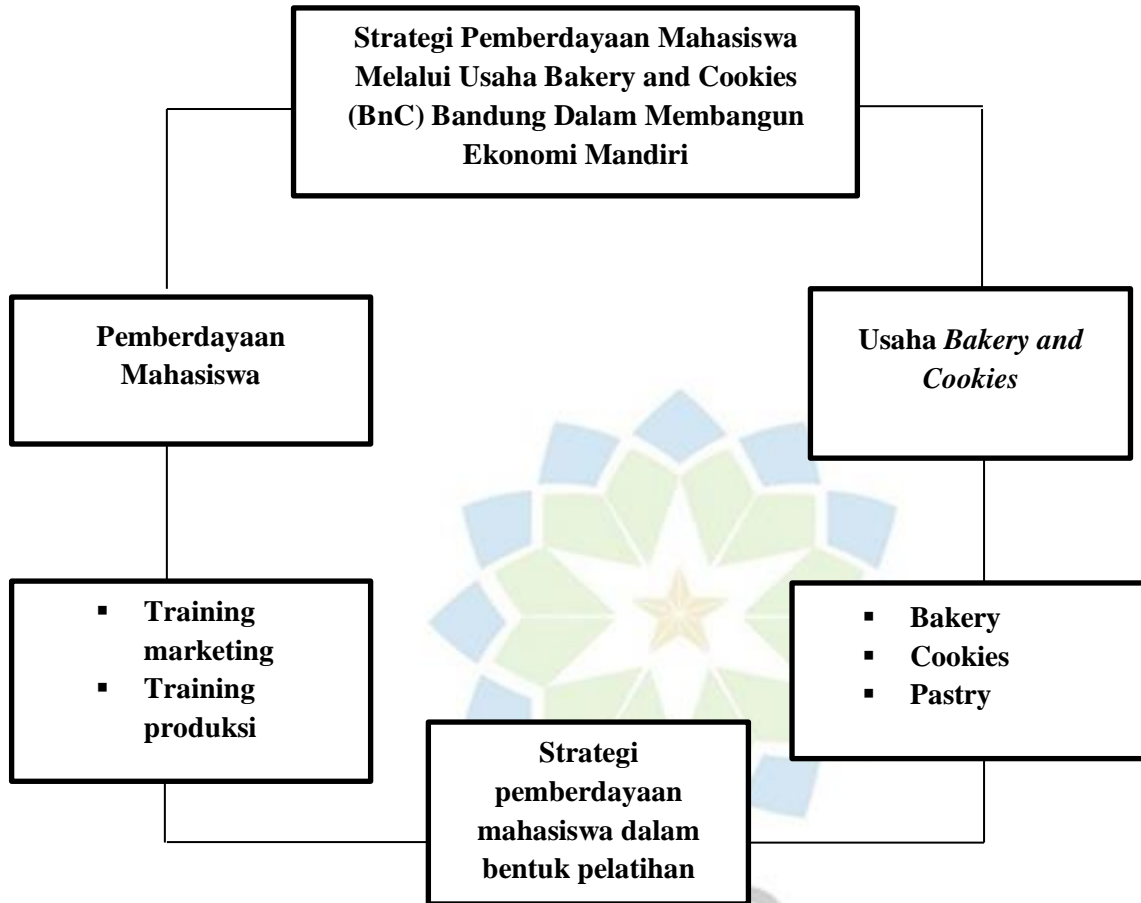 Strategi Pemberdayaan Mahasiswa
Melalui Usaha Bakery and Cookies
(BnC) Bandung Dalam Membangun
Ekonomi Mandiri
Pemberdayaan
Mahasiswa
Usaha Bakery and
Cookies
▪ Training
marketing
▪ Training
produksi
▪ Bakery
▪ Cookies
▪ Pastry
Strategi
pemberdayaan
mahasiswa dalam
bentuk pelatihan